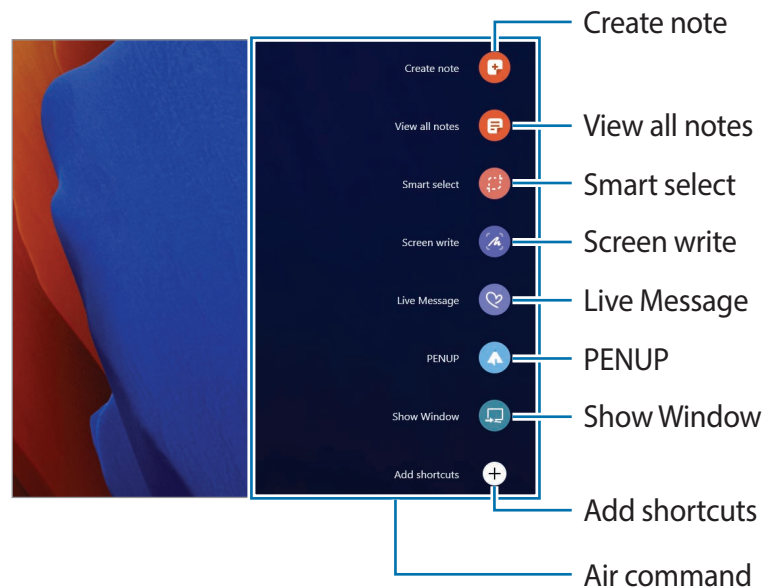 Create note
Create note
View all notes
View all notes
Smart select
Smart select
Screen write
Screen write
Live Message
Live Message
PENUP
PENUP
Show Window
Show Window
Add shortcuts
Add shortcuts
Air command